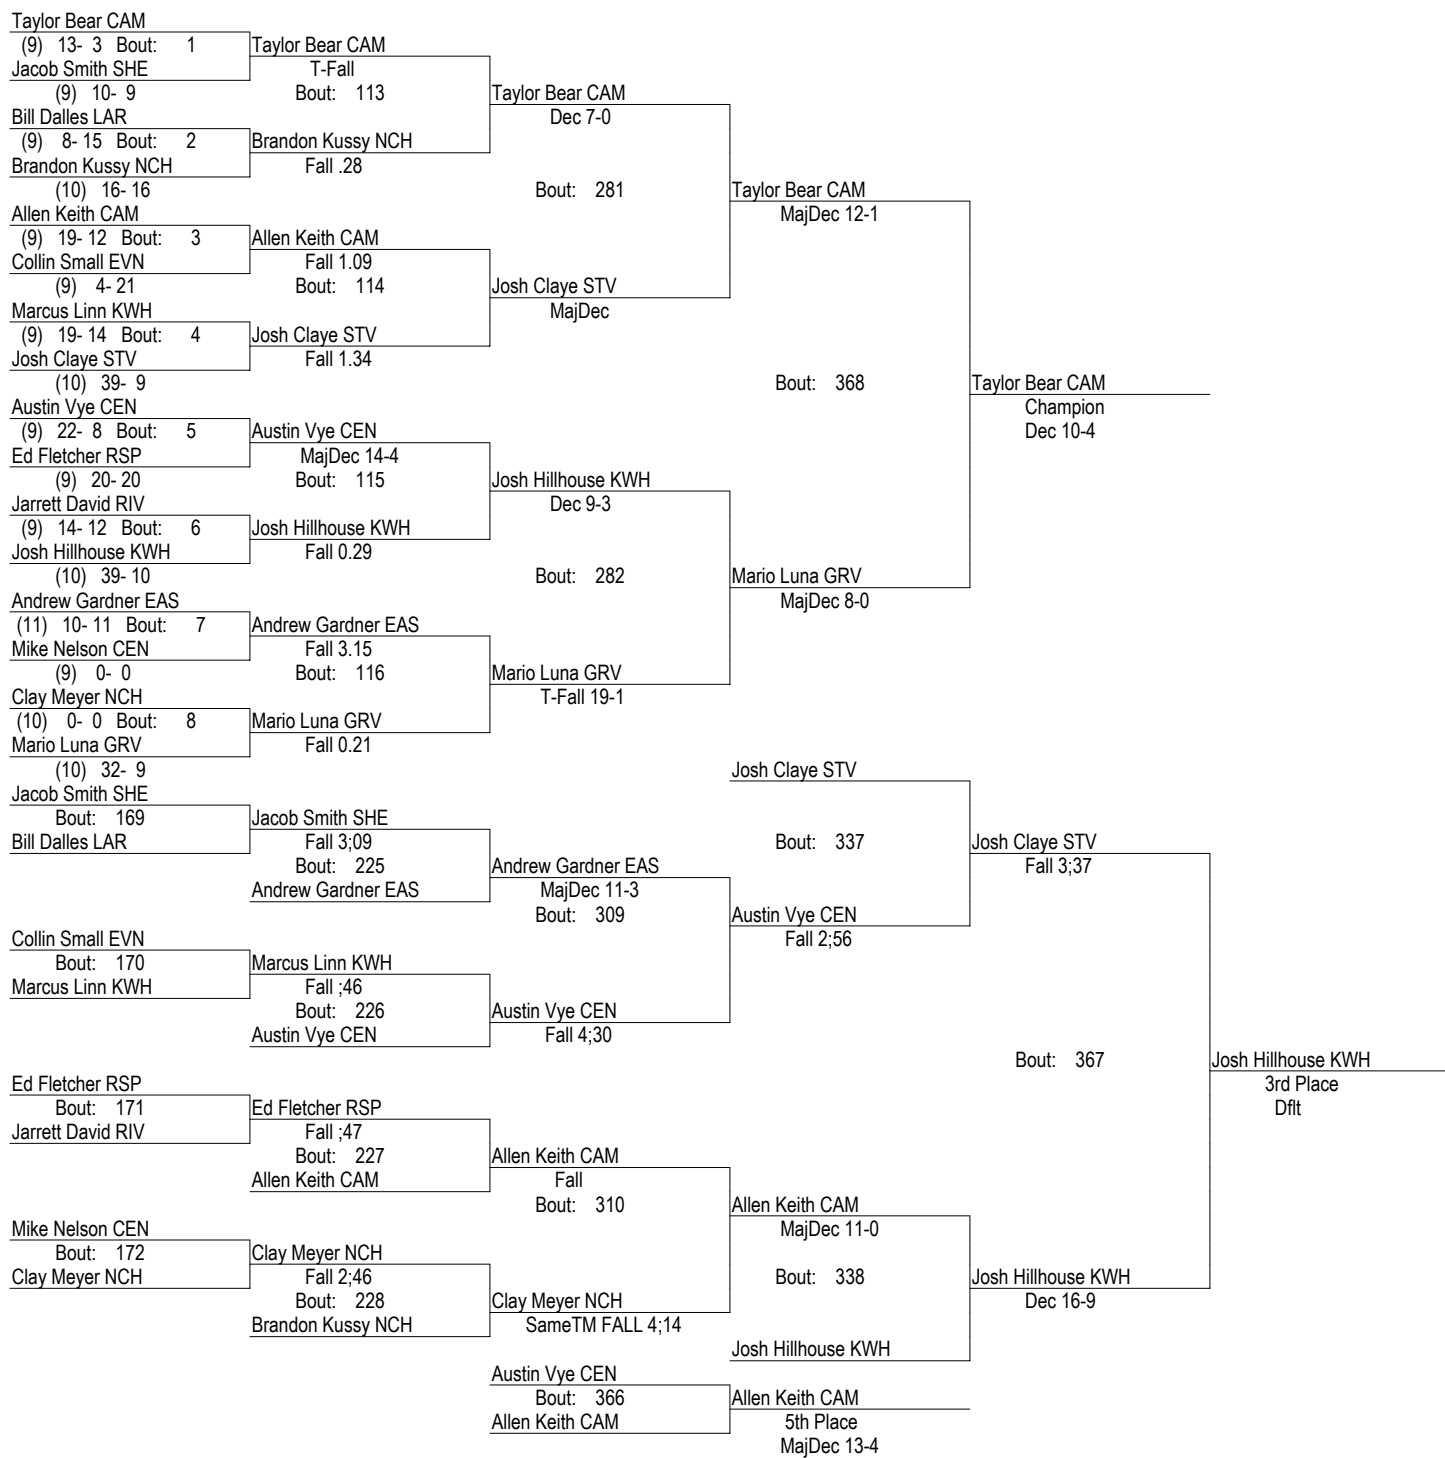 Taylor Bear CAM
(9) 13- 3 Bout: 1 Taylor Bear CAM
Jacob Smith SHE T-Fall
(9) 10- 9 Bout: 113 Taylor Bear CAM
Bill Dalles LAR Dec 7-0
(9) 8- 15 Bout: 2 Brandon Kussy NCH
Brandon Kussy NCH Fall .28
(10) 16- 16 Bout: 281 Taylor Bear CAM
Allen Keith CAM MajDec 12-1
(9) 19- 12 Bout: 3 Allen Keith CAM
Collin Small EVN Fall 1.09
(9) 4- 21 Bout: 114 Josh Claye STV
Marcus Linn KWH MajDec
(9) 19- 14 Bout: 4 Josh Claye STV
Josh Claye STV Fall 1.34
(10) 39- 9 Bout: 368 Taylor Bear CAM
Austin Vye CEN Champion
(9) 22- 8 Bout: 5 Austin Vye CEN Dec 10-4
Ed Fletcher RSP MajDec 14-4
(9) 20- 20 Bout: 115 Josh Hillhouse KWH
Jarrett David RIV Dec 9-3
(9) 14- 12 Bout: 6 Josh Hillhouse KWH
Josh Hillhouse KWH Fall 0.29
(10) 39- 10 Bout: 282 Mario Luna GRV
Andrew Gardner EAS MajDec 8-0
(11) 10- 11 Bout: 7 Andrew Gardner EAS
Mike Nelson CEN Fall 3.15
(9) 0- 0 Bout: 116 Mario Luna GRV
Clay Meyer NCH T-Fall 19-1
(10) 0- 0 Bout: 8 Mario Luna GRV
Mario Luna GRV Fall 0.21
(10) 32- 9 Josh Claye STV
Jacob Smith SHE
Bout: 169 Jacob Smith SHE
Bill Dalles LAR Fall 3;09 Bout: 337 Josh Claye STV
Bout: 225 Andrew Gardner EAS Fall 3;37
Andrew Gardner EAS MajDec 11-3
Bout: 309 Austin Vye CEN
Collin Small EVN Fall 2;56
Bout: 170 Marcus Linn KWH
Marcus Linn KWH Fall ;46
Bout: 226 Austin Vye CEN
Austin Vye CEN Fall 4;30
Bout: 367 Josh Hillhouse KWH
Ed Fletcher RSP 3rd Place
Bout: 171 Ed Fletcher RSP Dflt
Jarrett David RIV Fall ;47
Bout: 227 Allen Keith CAM
Allen Keith CAM Fall
Bout: 310 Allen Keith CAM
Mike Nelson CEN MajDec 11-0
Bout: 172 Clay Meyer NCH
Clay Meyer NCH Fall 2;46 Bout: 338 Josh Hillhouse KWH
Bout: 228 Clay Meyer NCH Dec 16-9
Brandon Kussy NCH SameTM FALL 4;14
Josh Hillhouse KWH
Austin Vye CEN
Bout: 366 Allen Keith CAM
Allen Keith CAM 5th Place
MajDec 13-4